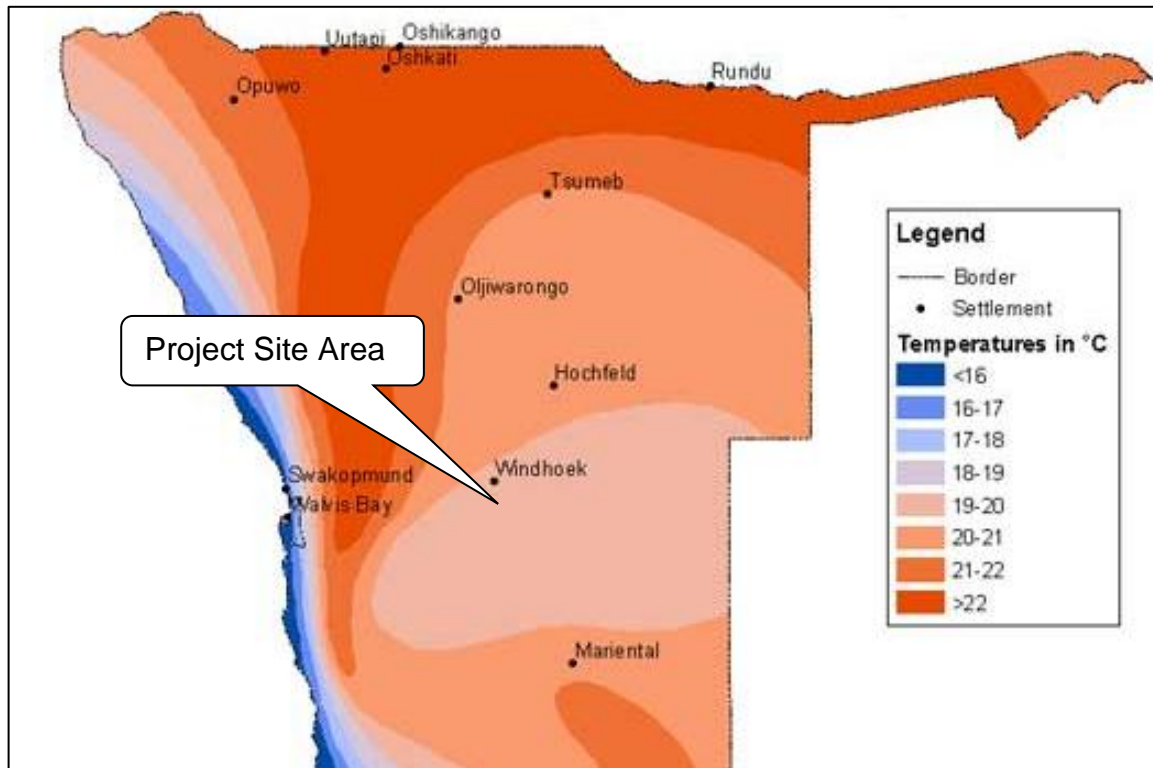 Uutapi
Oshikango
Oshkati
Opuwo
Rundu
Tsumeb
Oljiwarongo
Project Site Area
Hochfeld
Windhoek
Swakopmund
Walvis Bay
Mariental
Legend
Border
Settlement
Temperatures in °C
<16
16-17
17-18
18-19
19-20
20-21
21-22
>22